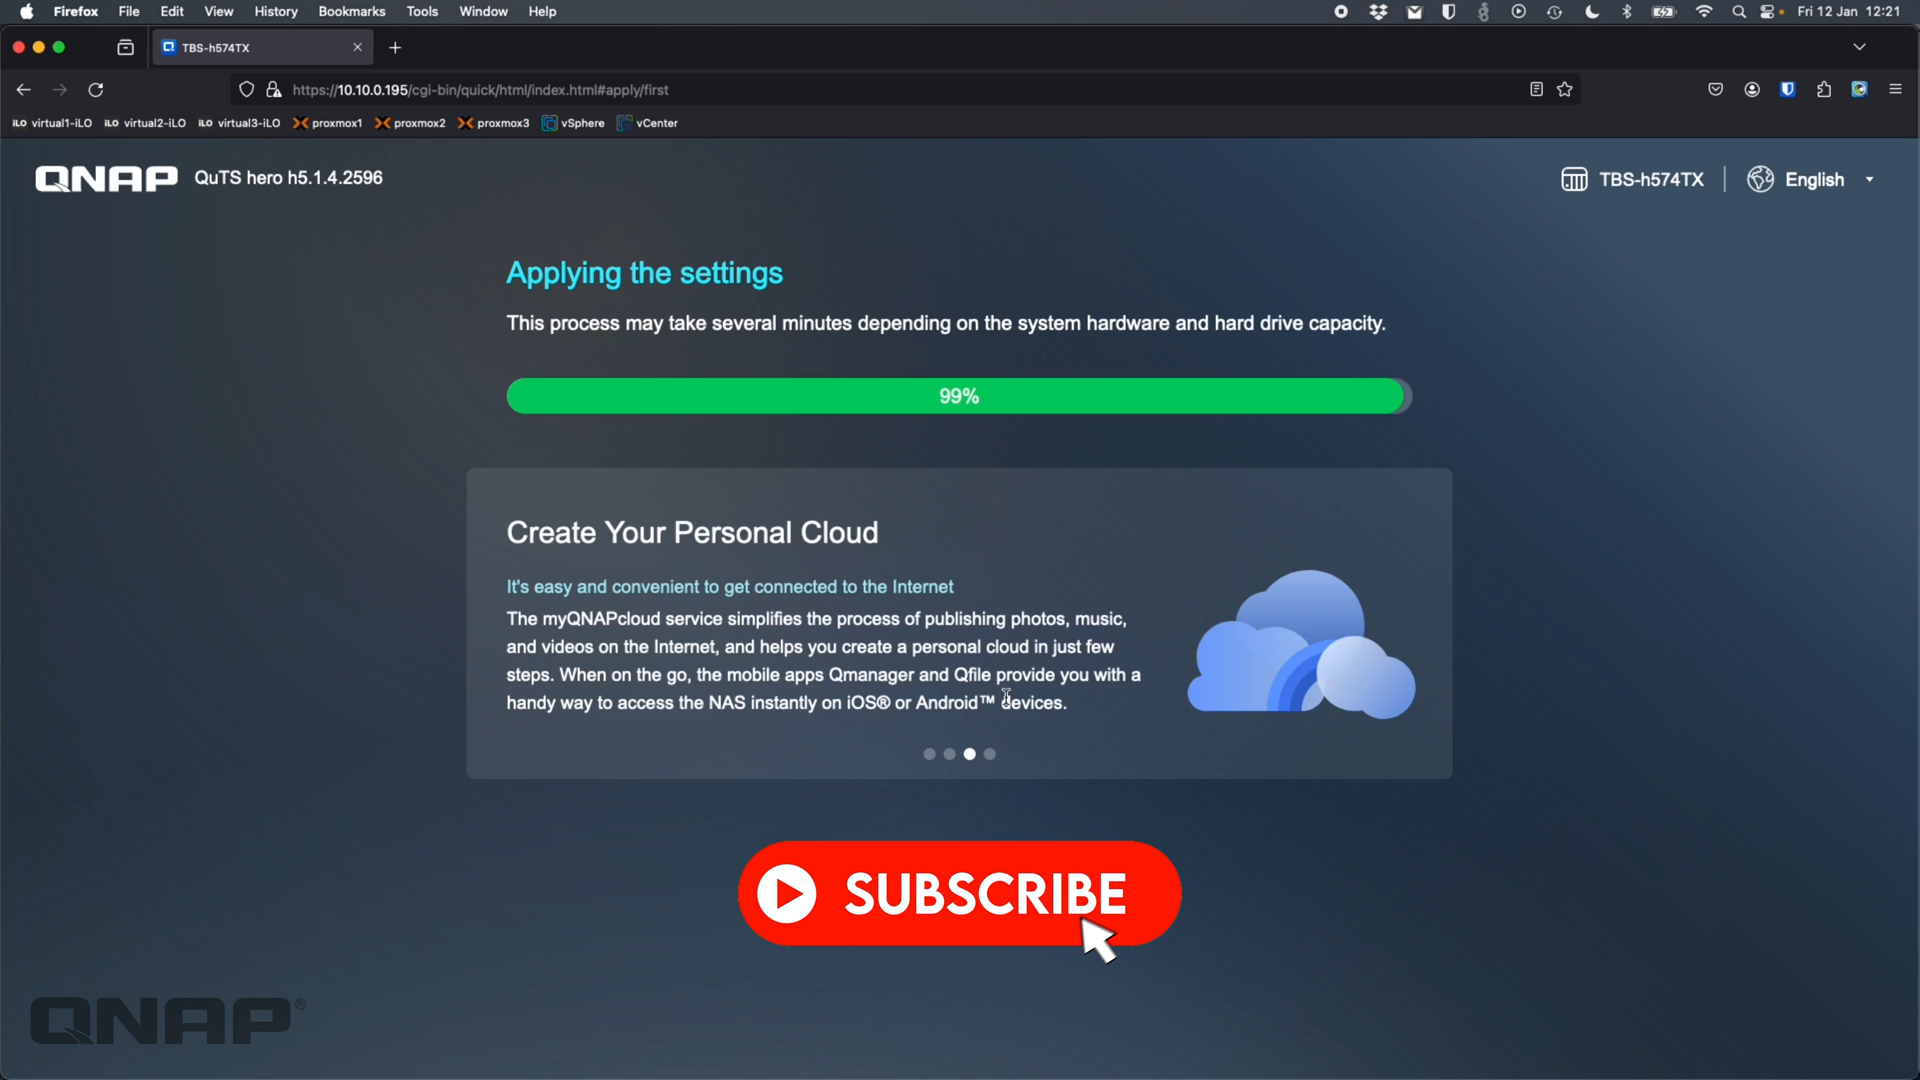 Firefox File Edit View History Bookmarks Tools Window Help Fri 12 Jan 12:21
TBS-h574TX
https://10.10.0.195/cgi-bin/quick/html/index.html#apply/first
iLO virtual1-iLO iLO virtual2-iLO iLO virtual3-iLO proxmox1 proxmox2 proxmox3 vSphere vCenter
QNAP QuTS hero h5.1.4.2596 TBS-h574TX English
Applying the settings
This process may take several minutes depending on the system hardware and hard drive capacity.
99%
Create Your Personal Cloud
It's easy and convenient to get connected to the Internet
The myQNAPcloud service simplifies the process of publishing photos, music,
and videos on the Internet, and helps you create a personal cloud in just few
steps. When on the go, the mobile apps Qmanager and Qfile provide you with a
handy way to access the NAS instantly on iOS® or Android™ devices.
SUBSCRIBE
QNAP®